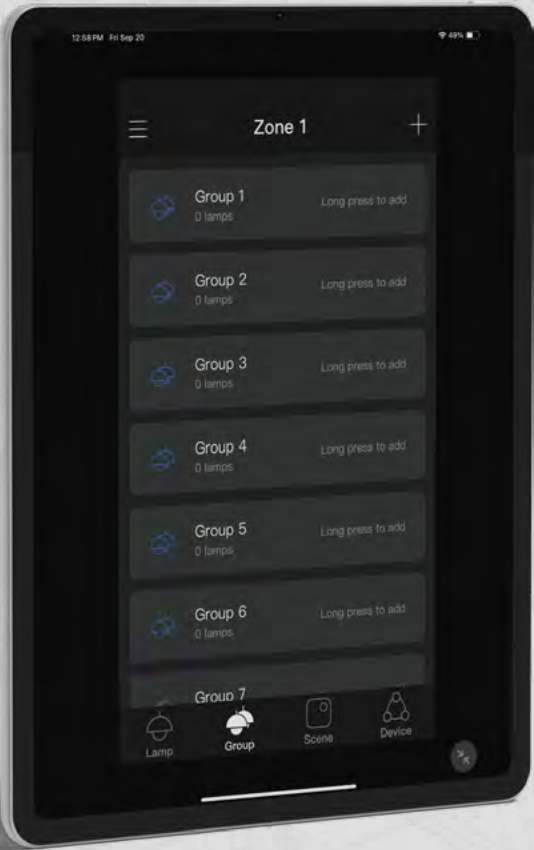 12:58 PM Fri Sep 20
49%
Zone 1
Group 1
Long press to add
0 lamps
Group 2
Long press to add
0 lamps
Group 3
Long press to add
0 lamps
Group 4
Long press to add
0 lamps
Group 5
Long press to add
0 lamps
Group 6
Long press to add
0 lamps
Group 7
Lamp
Group
Scene
Device